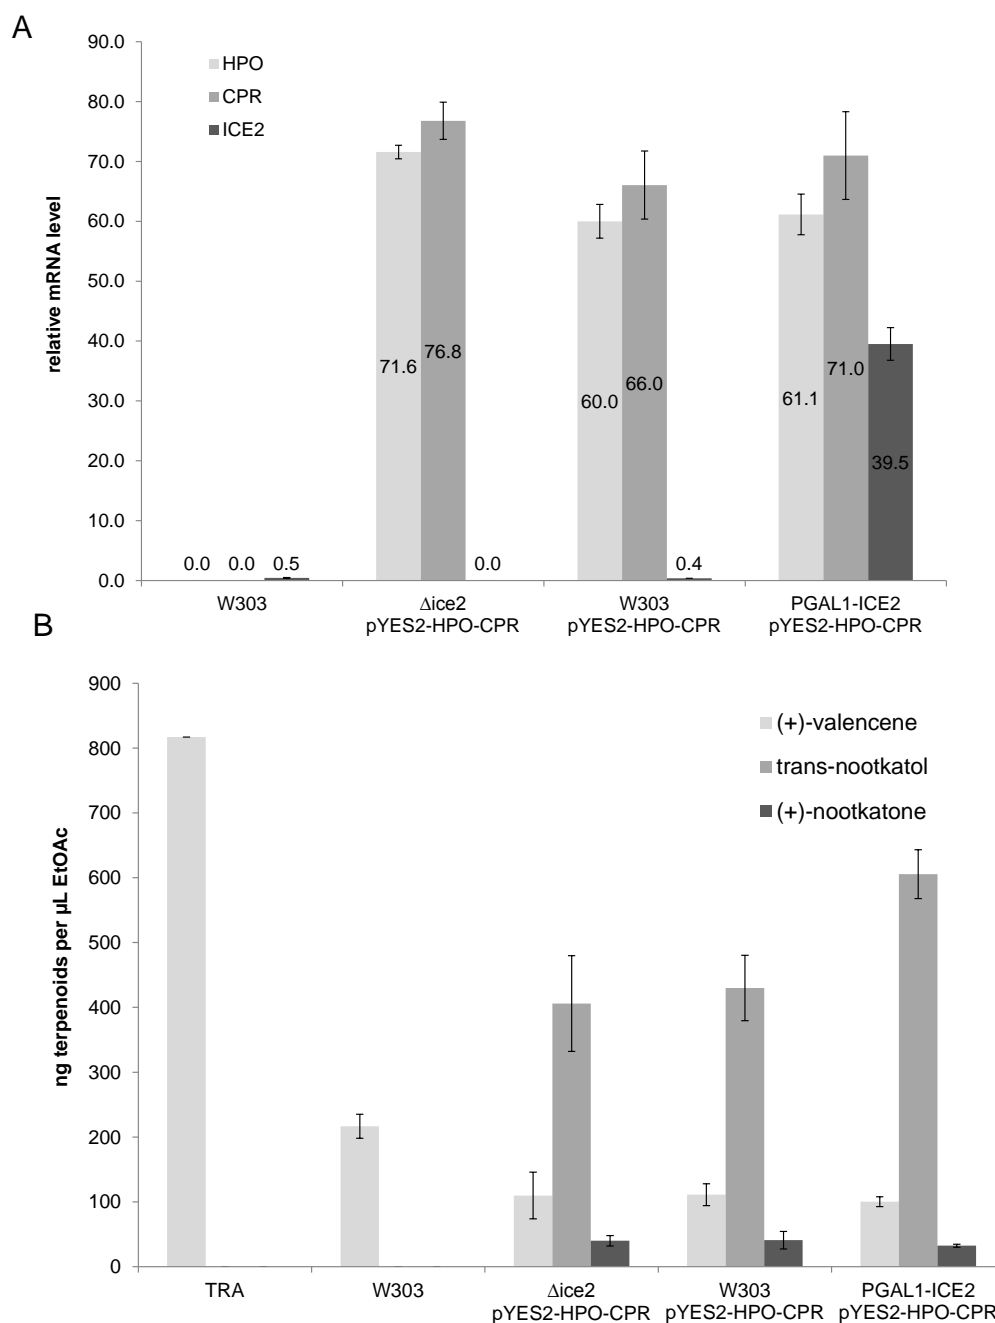 A
90.0
80.0
70.0
60.0
50.0
40.0
30.0
20.0
10.0
0.0
relative mRNA level
HPO
CPR
ICE2
0.0 0.0 0.5
71.6 76.8 0.0
60.0 66.0 0.4
61.1 71.0 39.5
W303
Δice2
pYES2-HPO-CPR
W303
pYES2-HPO-CPR
PGAL1-ICE2
pYES2-HPO-CPR
B
900
800
700
600
500
400
300
200
100
0
ng terpenoids per µL EtOAc
(+)-valencene
trans-nootkatol
(+)-nootkatone
TRA
W303
Δice2
pYES2-HPO-CPR
W303
pYES2-HPO-CPR
PGAL1-ICE2
pYES2-HPO-CPR